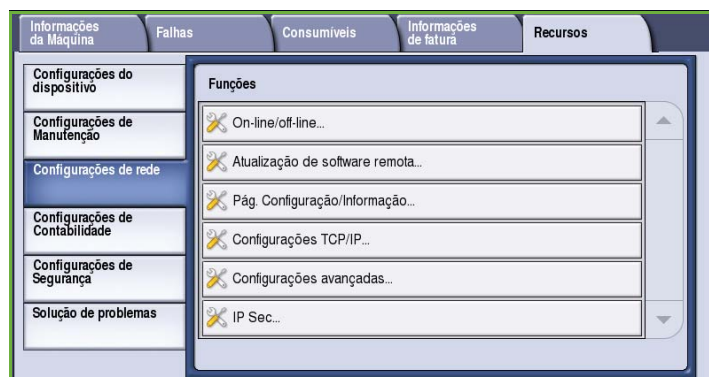 Informações
da Máquina
Falhas
Consumíveis
Informações
de fatura
Recursos
Configurações do
dispositivo
Configurações de
Manutenção
Configurações de rede
Configurações de
Contabilidade
Configurações de
Segurança
Solução de problemas
Funções
On-line/off-line...
Atualização de software remota...
Pág. Configuração/Informação...
Configurações TCP/IP...
Configurações avançadas...
IP Sec...